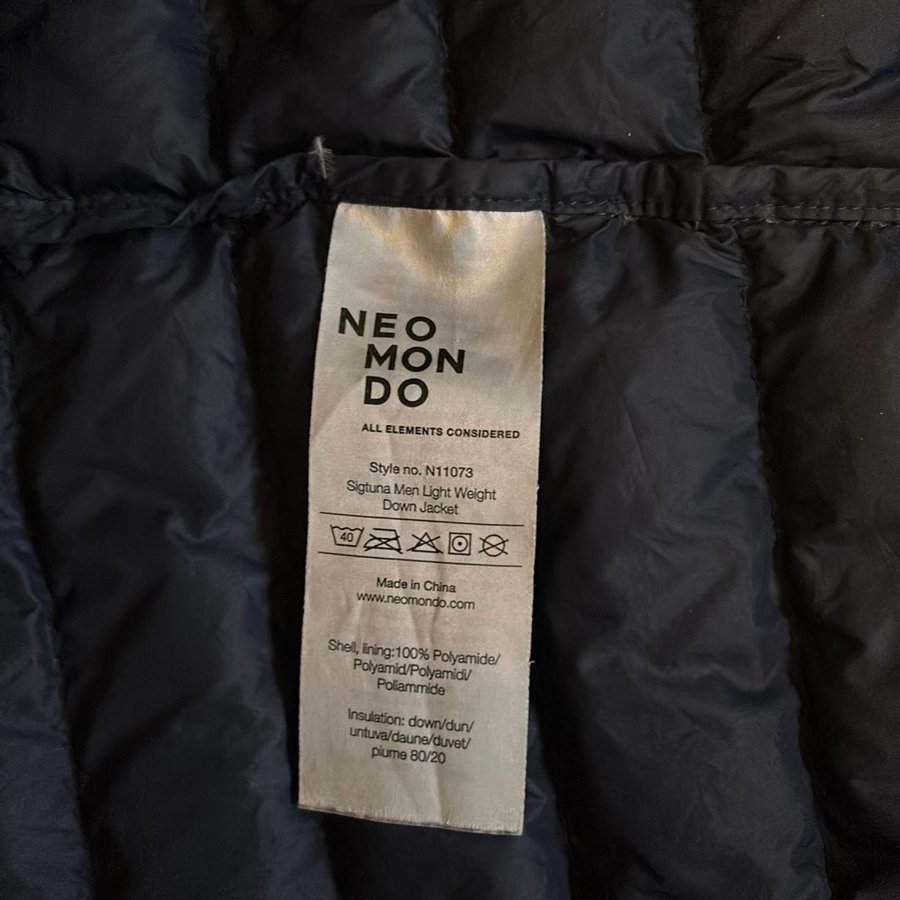 NEO
MON
DO
ALL ELEMENTS CONSIDERED
Style no. N11073
Sigtuna Men Light Weight
Down Jacket
40
Made in China
www.neomondo.com
Shell, lining:100% Polyamide/
Polyamid/Polyamidi/
Poliammide
Insulation: down/dun/
untuva/daune/duvet/
piume 80/20